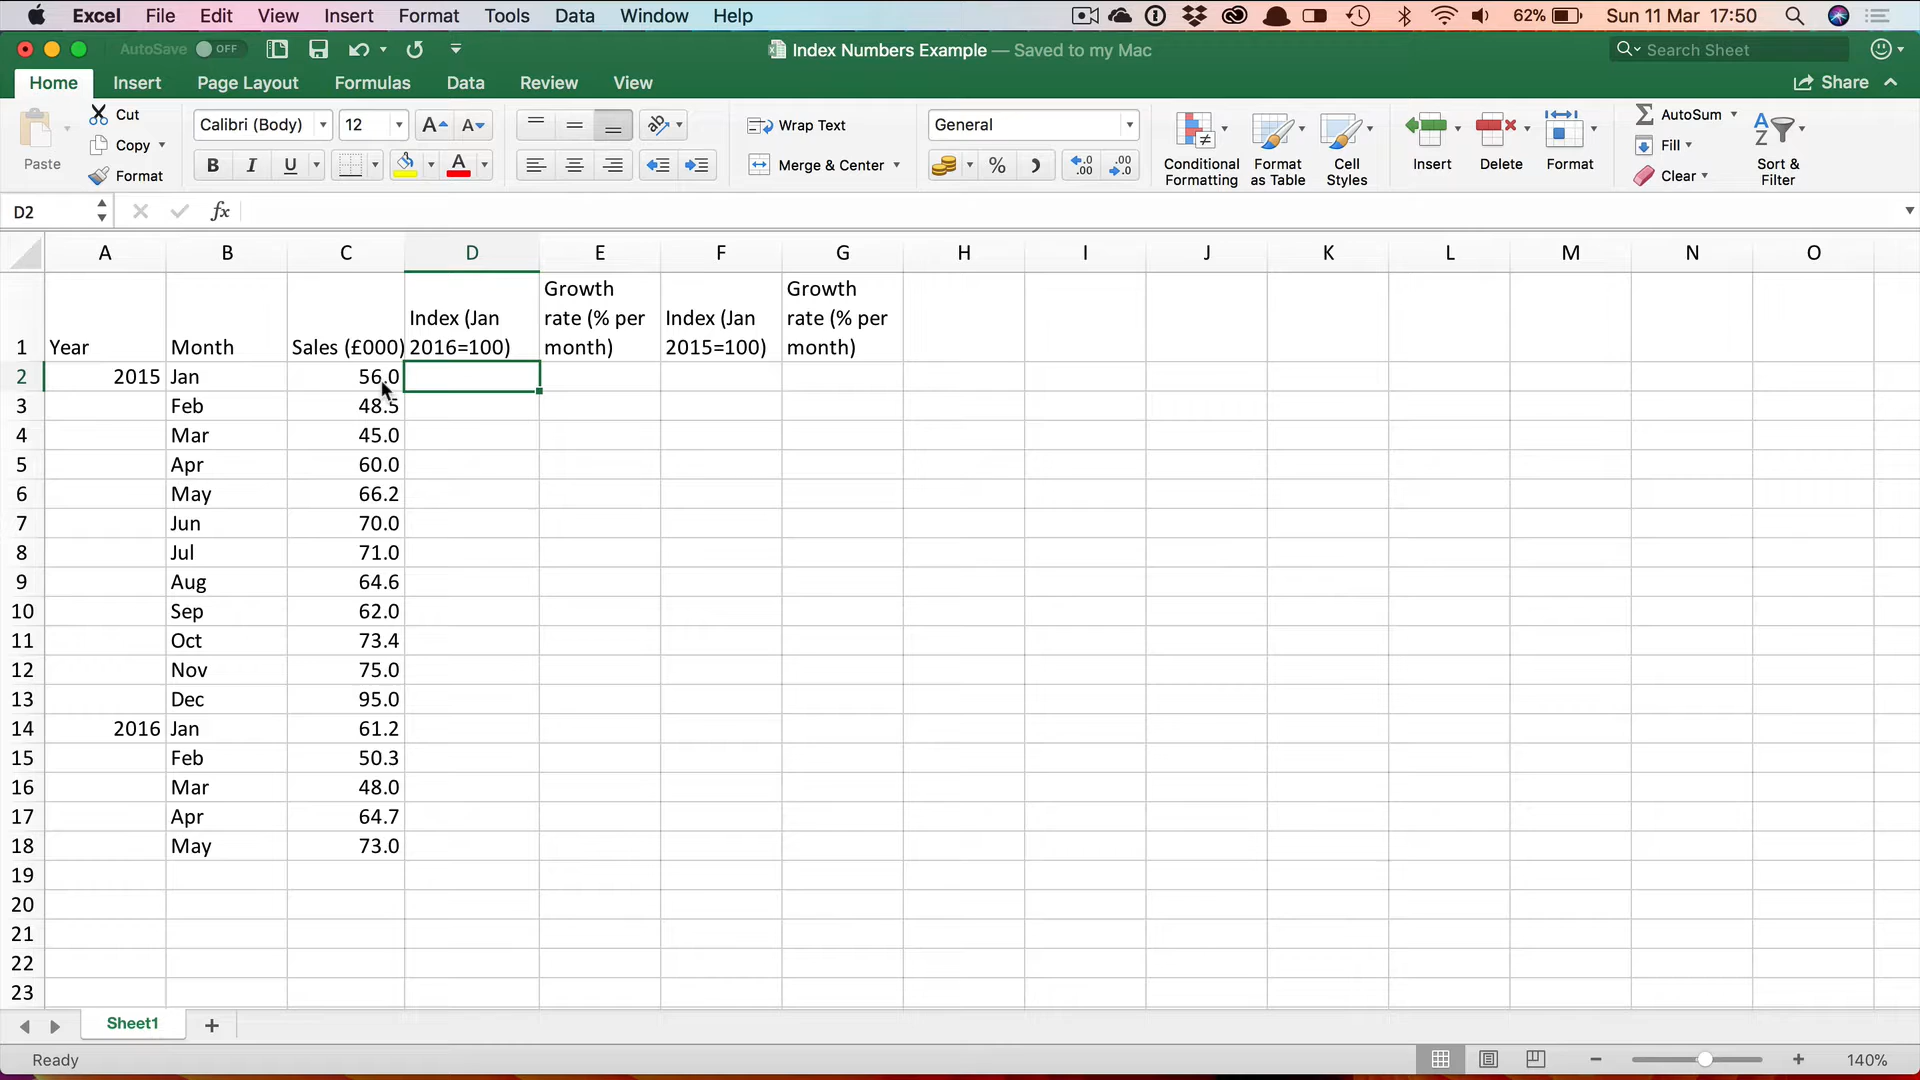 Excel File Edit View Insert Format Tools Data Window Help 62% Sun 11 Mar 17:50
AutoSave OFF Index Numbers Example — Saved to my Mac Search Sheet
Home Insert Page Layout Formulas Data Review View Share
Paste Cut Copy Format
Calibri (Body) 12 A A
B I U A
Wrap Text
Merge & Center
General
% .0 .00 .00 .0
Conditional Formatting
Format as Table
Cell Styles
Insert Delete Format
AutoSum
Fill
Clear
A Z
Sort & Filter
D2 fx
A B C D E F G H I J K L M N O
1 Year Month Sales (£000) Index (Jan 2016=100) Growth rate (% per month) Index (Jan 2015=100) Growth rate (% per month)
2 2015 Jan 56.0
3 Feb 48.5
4 Mar 45.0
5 Apr 60.0
6 May 66.2
7 Jun 70.0
8 Jul 71.0
9 Aug 64.6
10 Sep 62.0
11 Oct 73.4
12 Nov 75.0
13 Dec 95.0
14 2016 Jan 61.2
15 Feb 50.3
16 Mar 48.0
17 Apr 64.7
18 May 73.0
19
20
21
22
23
Sheet1 +
Ready 140%